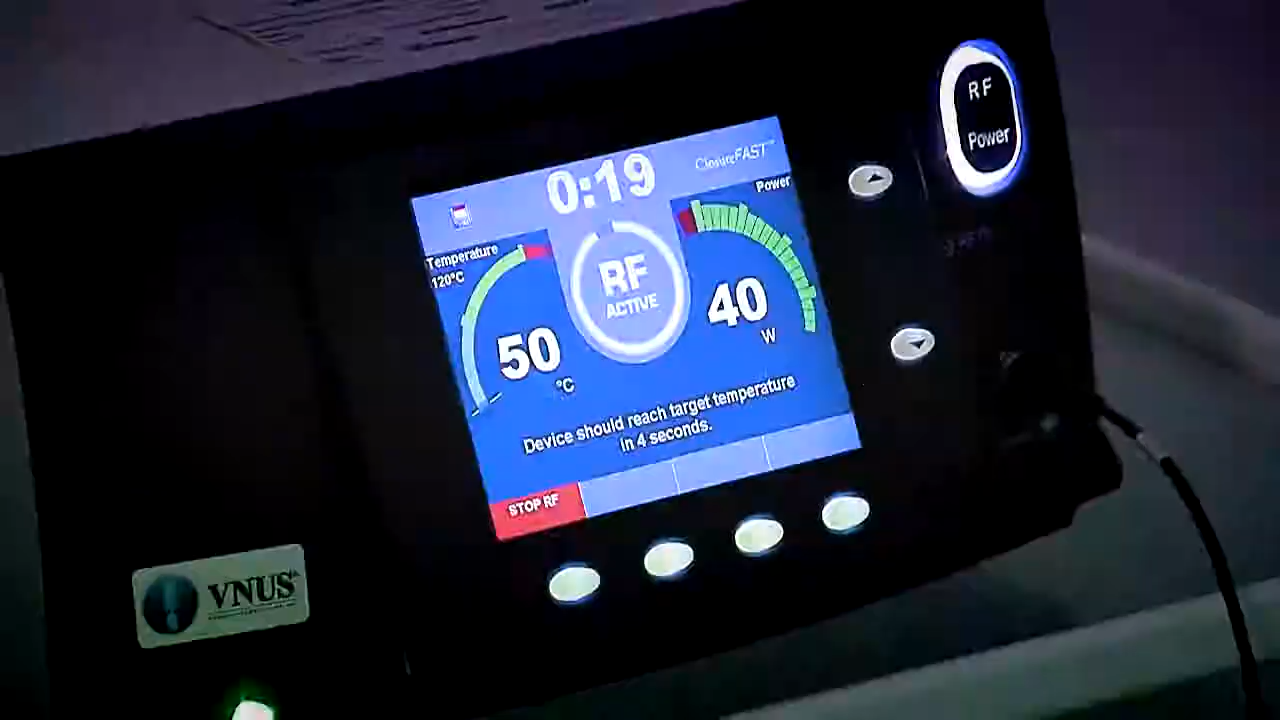 RF
Power
0:19
ClosureFAST
Temperature
120°C
Power
RF
ACTIVE
50
°C
40
W
Device should reach target temperature
in 4 seconds.
STOP RF
VNUS